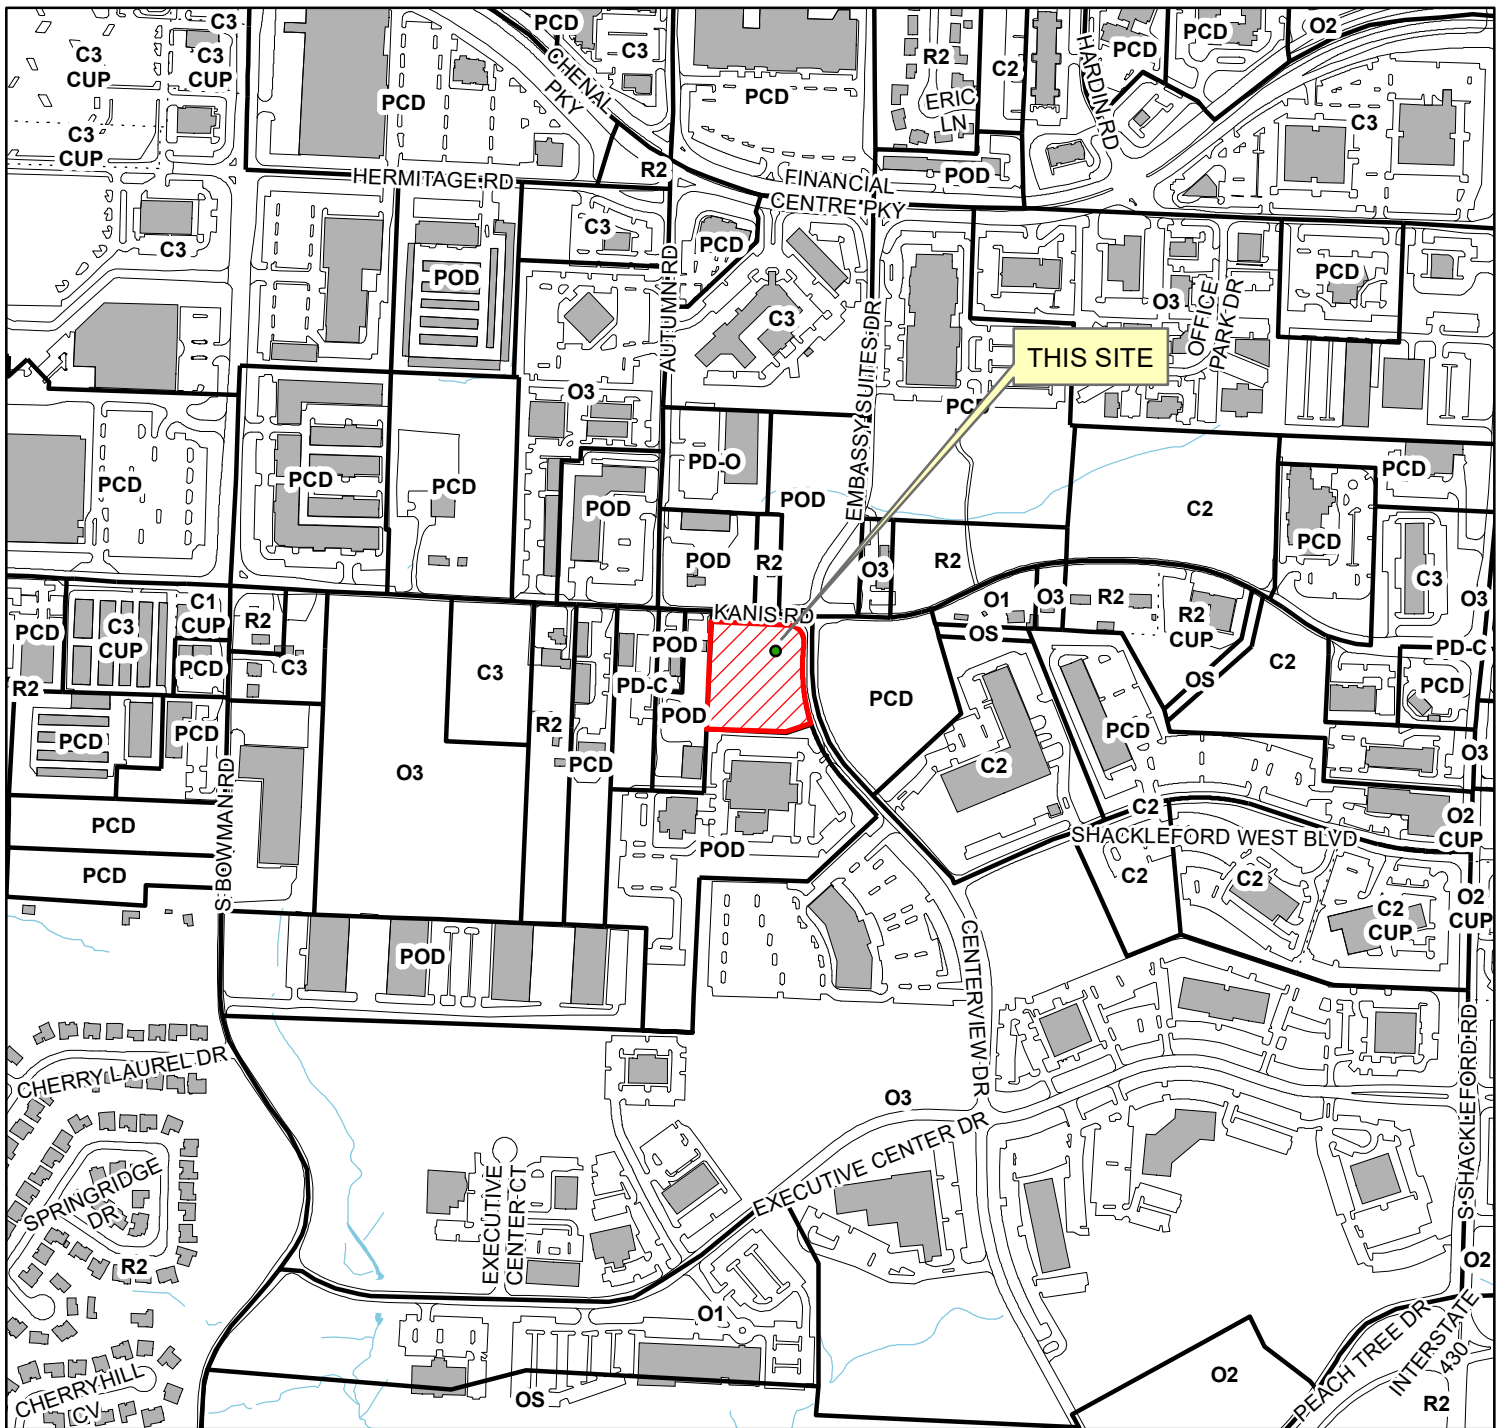 PCD
C3
C3
CUP
C3
CUP
C3
CHENAL
PKY
R2
C2
HARDIN RD
PCD
PCD
O2
PCD
PCD
ERIC
LN
C3
C3
CUP
HERMITAGE RD
R2
FINANCIAL
CENTRE PKY
POD
C3
C3
PCD
AUTUMN RD
POD
C3
EMBASSY SUITES DR
O3
OFFICE
PARK DR
PCD
THIS SITE
O3
PCD
PD-O
PCD
PCD
PCD
POD
POD
C2
PCD
PCD
POD
R2
O3
R2
C3
KANIS RD
C1
CUP
C3
CUP
PCD
R2
PCD
C3
R2
O1
O3
R2
R2
CUP
O3
OS
POD
PD-C
POD
C3
R2
PCD
C2
OS
PD-C
PCD
PCD
PCD
S BOWMAN RD
O3
PCD
C2
PCD
O3
PCD
POD
C2
SHACKLEFORD WEST BLVD
O2
CUP
PCD
C2
C2
C2
CUP
O2
CUP
POD
CENTERVIEW DR
S SHACKLEFORD RD
CHERRY LAUREL DR
O3
EXECUTIVE CENTER DR
SPRINGRIDGE
DR
EXECUTIVE
CENTER CT
R2
O2
O1
PEACH TREE DR
INTERSTATE
430
CHERRYHILL
CV
OS
O2
R2